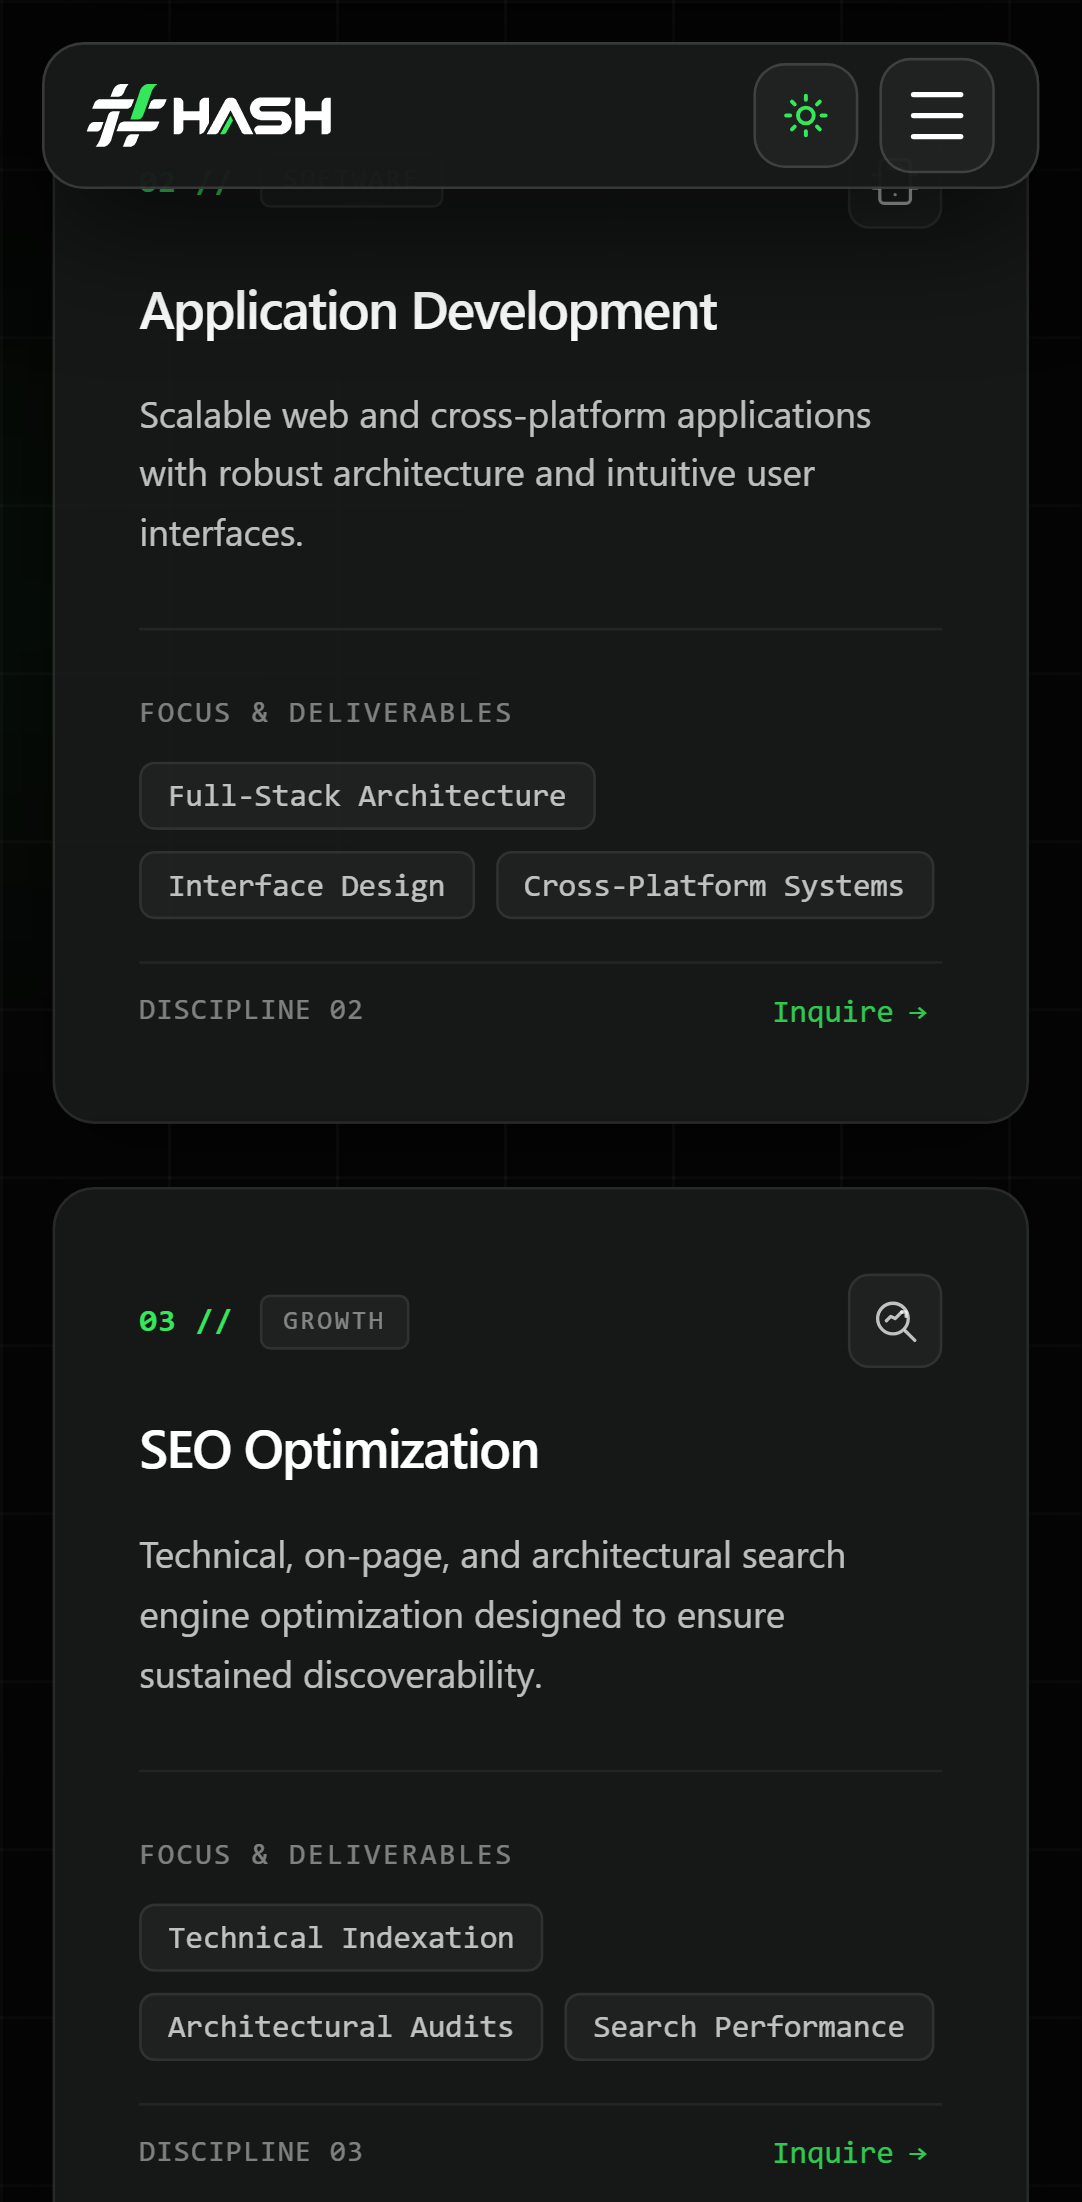 HASH
02 // SOFTWARE
Application Development
Scalable web and cross-platform applications
with robust architecture and intuitive user
interfaces.
FOCUS & DELIVERABLES
Full-Stack Architecture
Interface Design Cross-Platform Systems
DISCIPLINE 02 Inquire →
03 // GROWTH
SEO Optimization
Technical, on-page, and architectural search
engine optimization designed to ensure
sustained discoverability.
FOCUS & DELIVERABLES
Technical Indexation
Architectural Audits Search Performance
DISCIPLINE 03 Inquire →